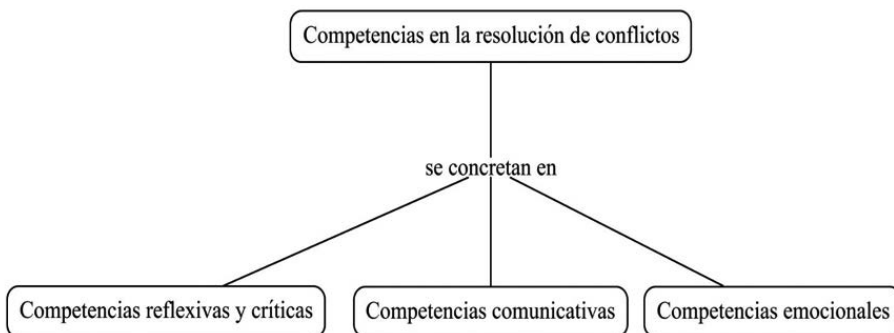 Competencias en la resolución de conflictos
se concretan en
Competencias reflexivas y críticas
Competencias comunicativas
Competencias emocionales